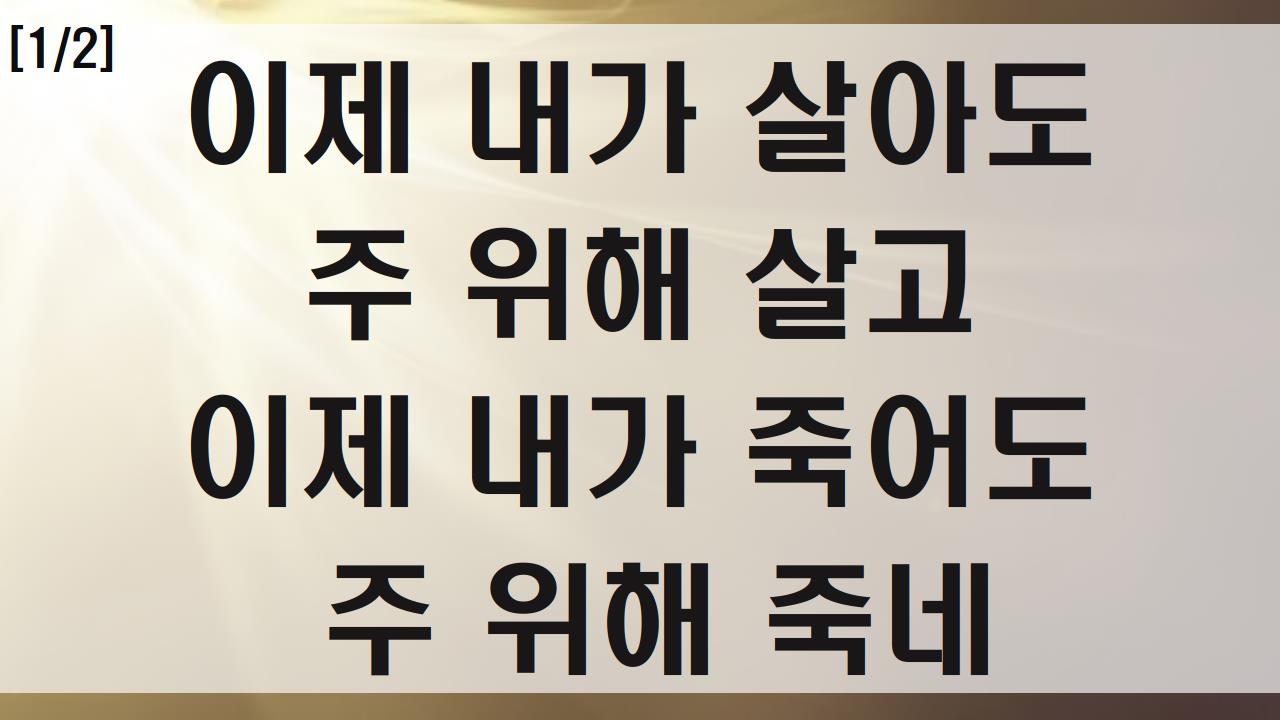 [1/2]
이제 내가 살아도
주 위해 살고
이제 내가 죽어도
주 위해 죽네